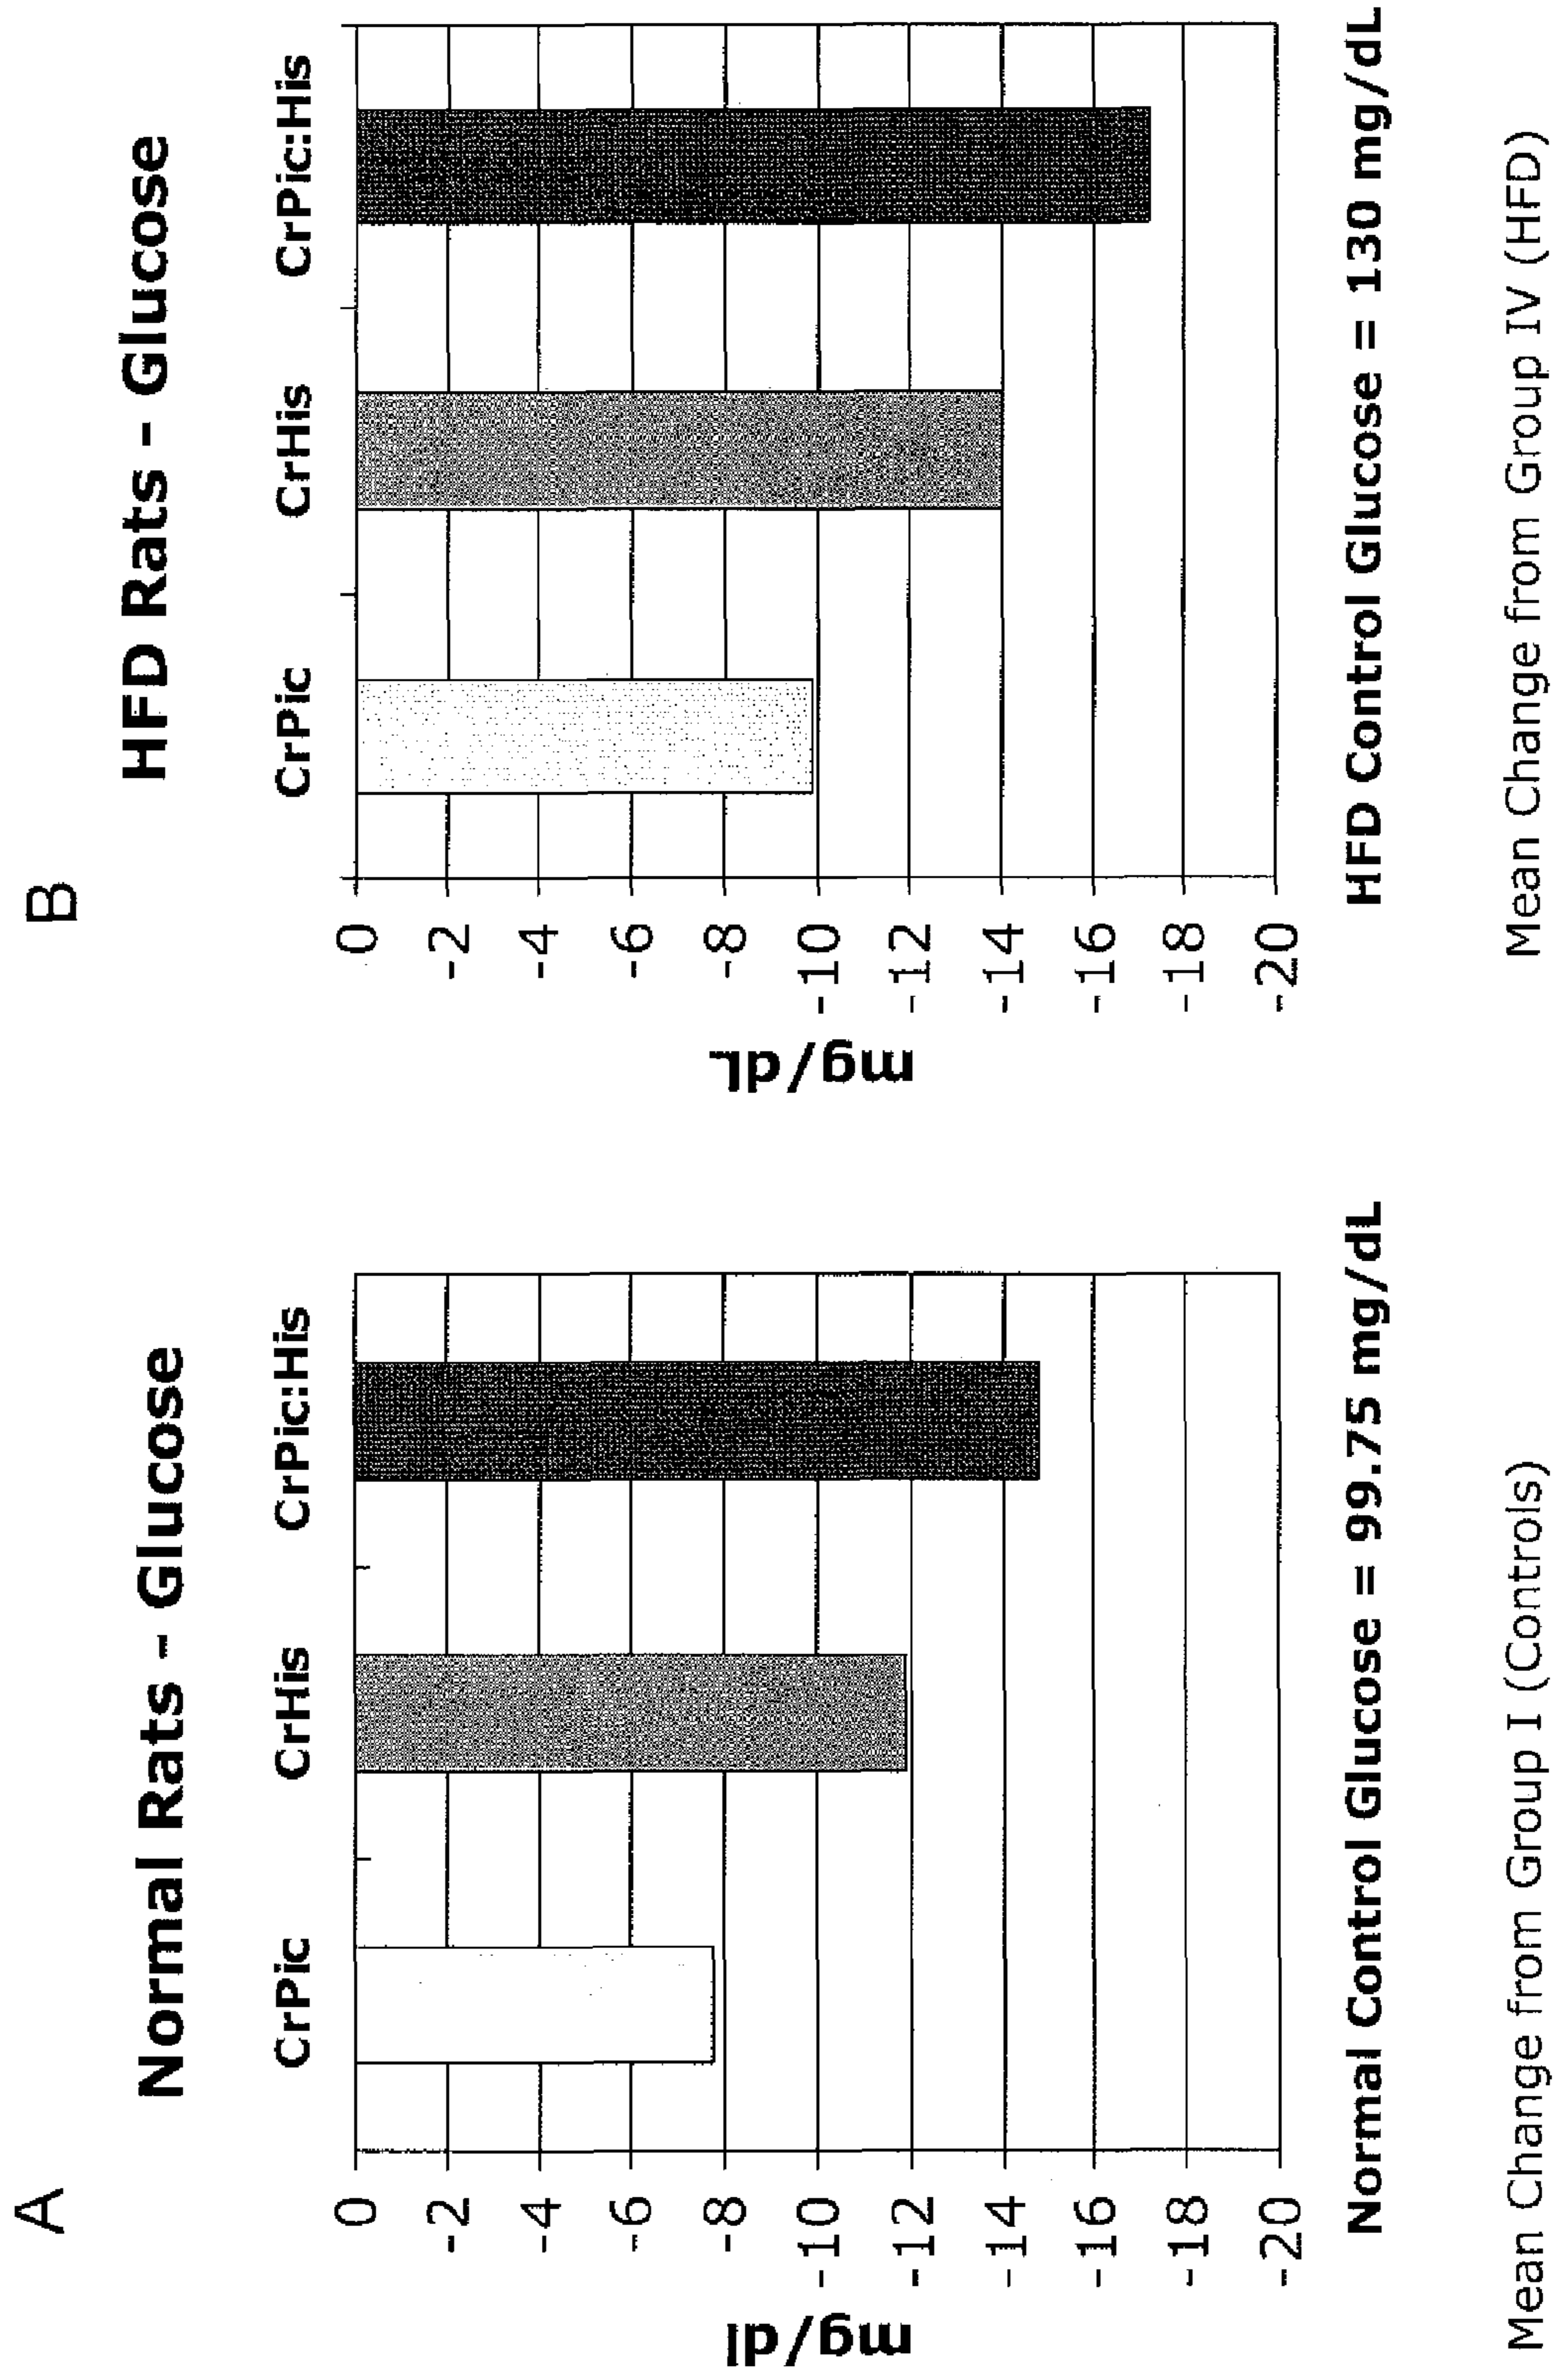 A
Normal Rats - Glucose
CrPic CrHis CrPic:His
0
-2
-4
-6
-8
-10
-12
-14
-16
-18
-20
mg/dl
Normal Control Glucose = 99.75 mg/dL
Mean Change from Group I (Controls)
B
HFD Rats - Glucose
CrPic CrHis CrPic:His
-0
-2
-4
-6
-8
-10
-12
-14
-16
-18
-20
mg/dL
HFD Control Glucose = 130 mg/dL
Mean Change from Group IV (HFD)